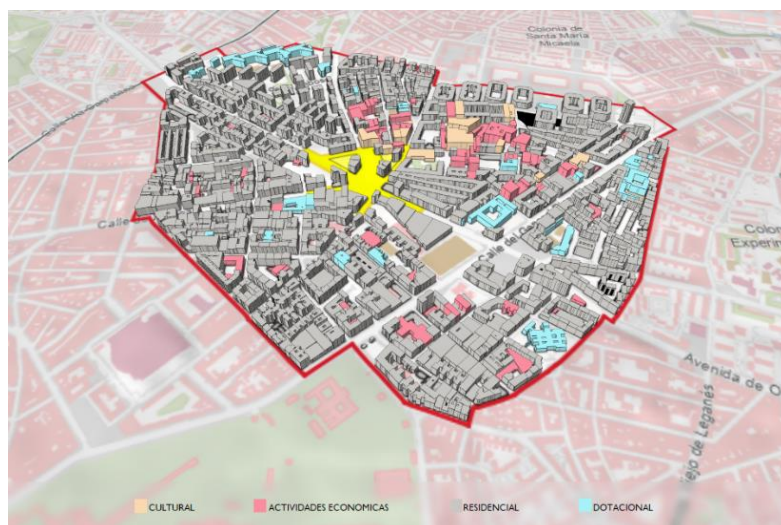 Colonia de
Santa María
Micaela
Calle de
Calle del
Colon
Experim
Avenida de O
ejo de Leganés
CULTURAL
ACTIVIDADES ECONOMICAS
RESIDENCIAL
DOTACIONAL